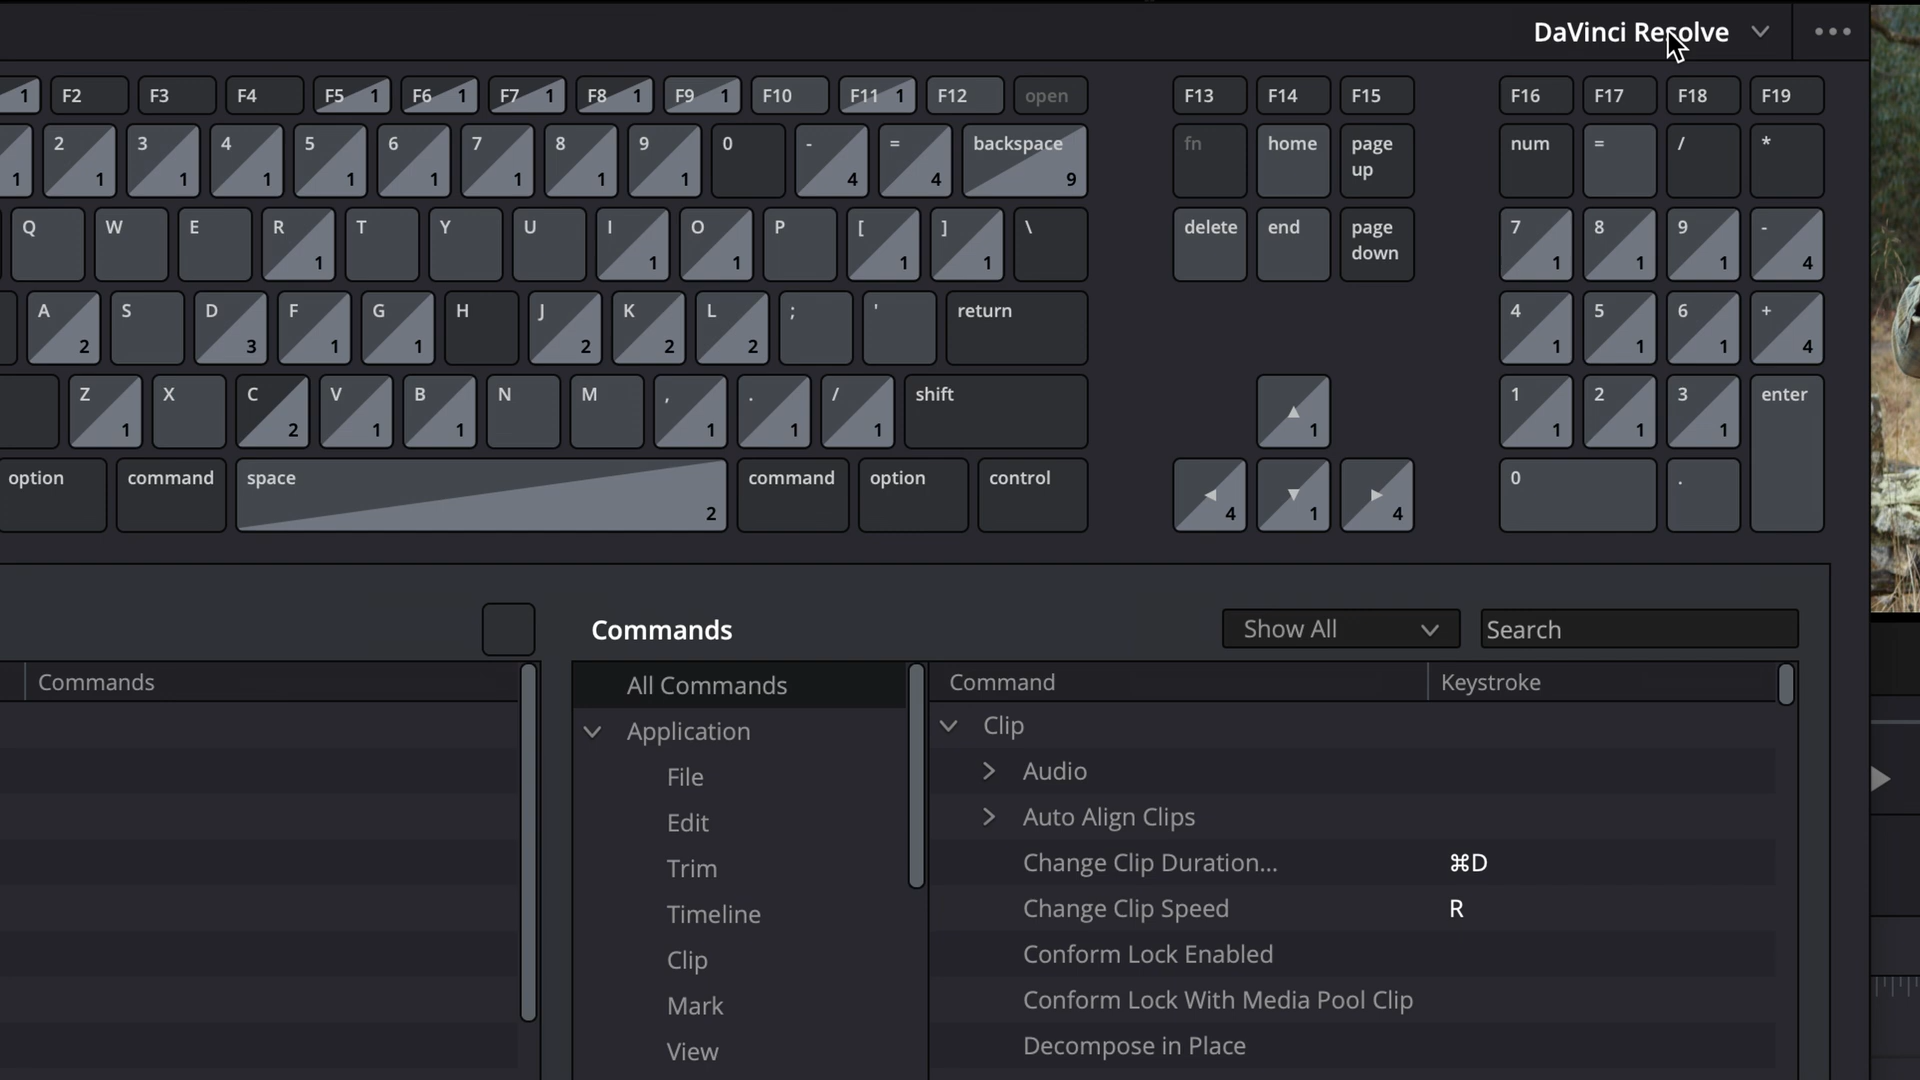 DaVinci Resolve
1 F2 F3 F4 F5 1 F6 1 F7 1 F8 1 F9 1 F10 F11 1 F12 open F13 F14 F15 F16 F17 F18 F19
1 2 1 3 1 4 1 5 1 6 1 7 1 8 1 9 1 0 - 4 = 4 backspace 9 fn home page up num = / *
Q W E R 1 T Y U I 1 O 1 P [ 1 ] 1 \ delete end page down 7 1 8 1 9 1 - 4
A 2 S D 3 F 1 G 1 H J 2 K 2 L 2 ; ' return 4 1 5 1 6 1 + 4
Z 1 X C 2 V 1 B 1 N M , 1 . 1 / 1 shift ▲ 1 1 1 2 1 3 1 enter
option command space 2 command option control ◀ 4 ▼ 1 ▶ 4 0 .
Commands Show All Search
Commands
All Commands
Application
File
Edit
Trim
Timeline
Clip
Mark
View
Command Keystroke
Clip
Audio
Auto Align Clips
Change Clip Duration... ⌘D
Change Clip Speed R
Conform Lock Enabled
Conform Lock With Media Pool Clip
Decompose in Place